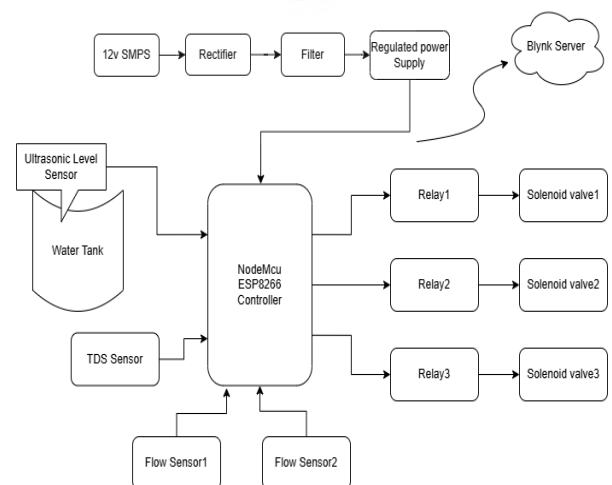 12v SMPS
Rectifier
Filter
Regulated power
Supply
Blynk Server
Ultrasonic Level
Sensor
Water Tank
NodeMcu
ESP8266
Controller
Relay1
Solenoid valve1
Relay2
Solenoid valve2
TDS Sensor
Relay3
Solenoid valve3
Flow Sensor1
Flow Sensor2